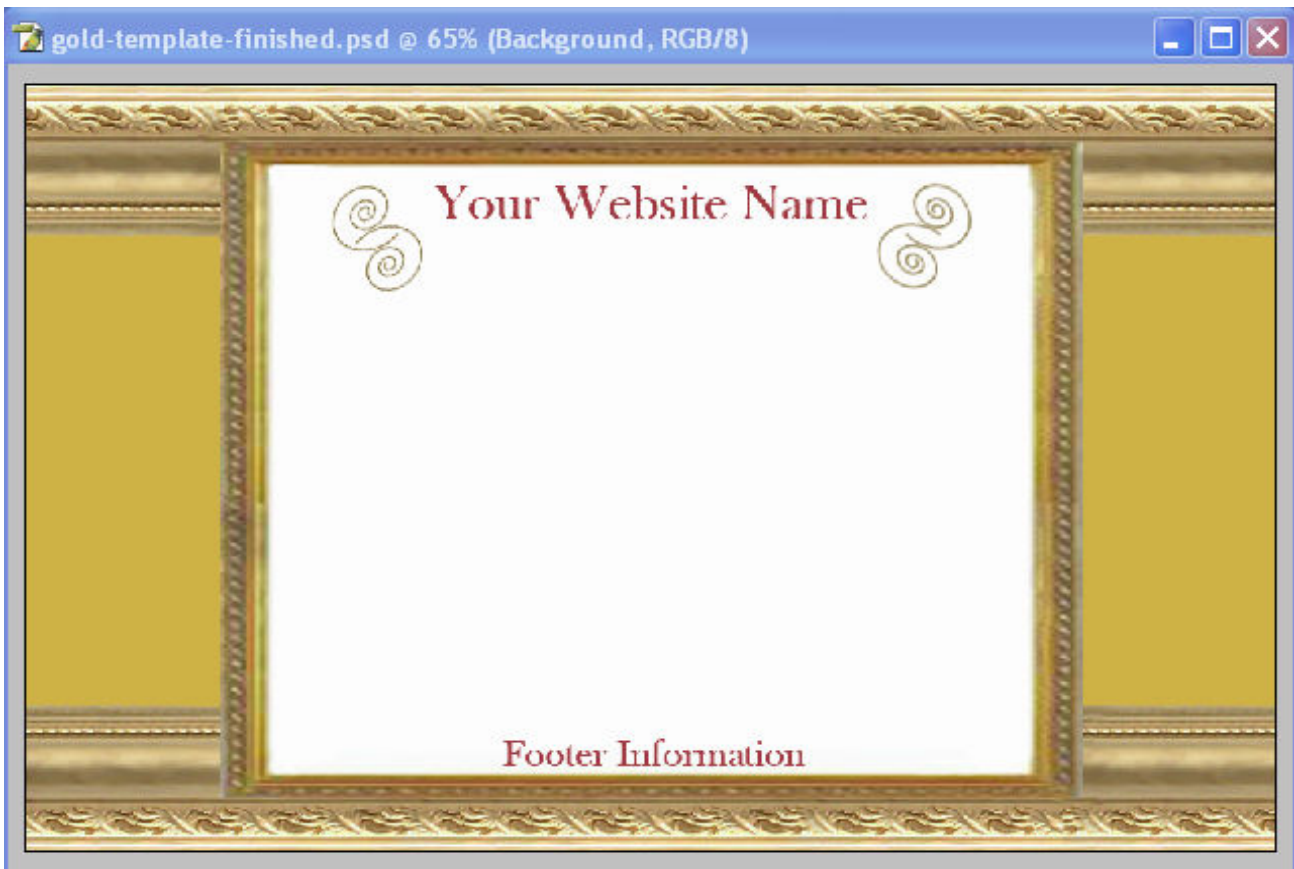 gold-template-finished.psd @ 65% (Background, RGB/8)
Your Website Name
Footer Information